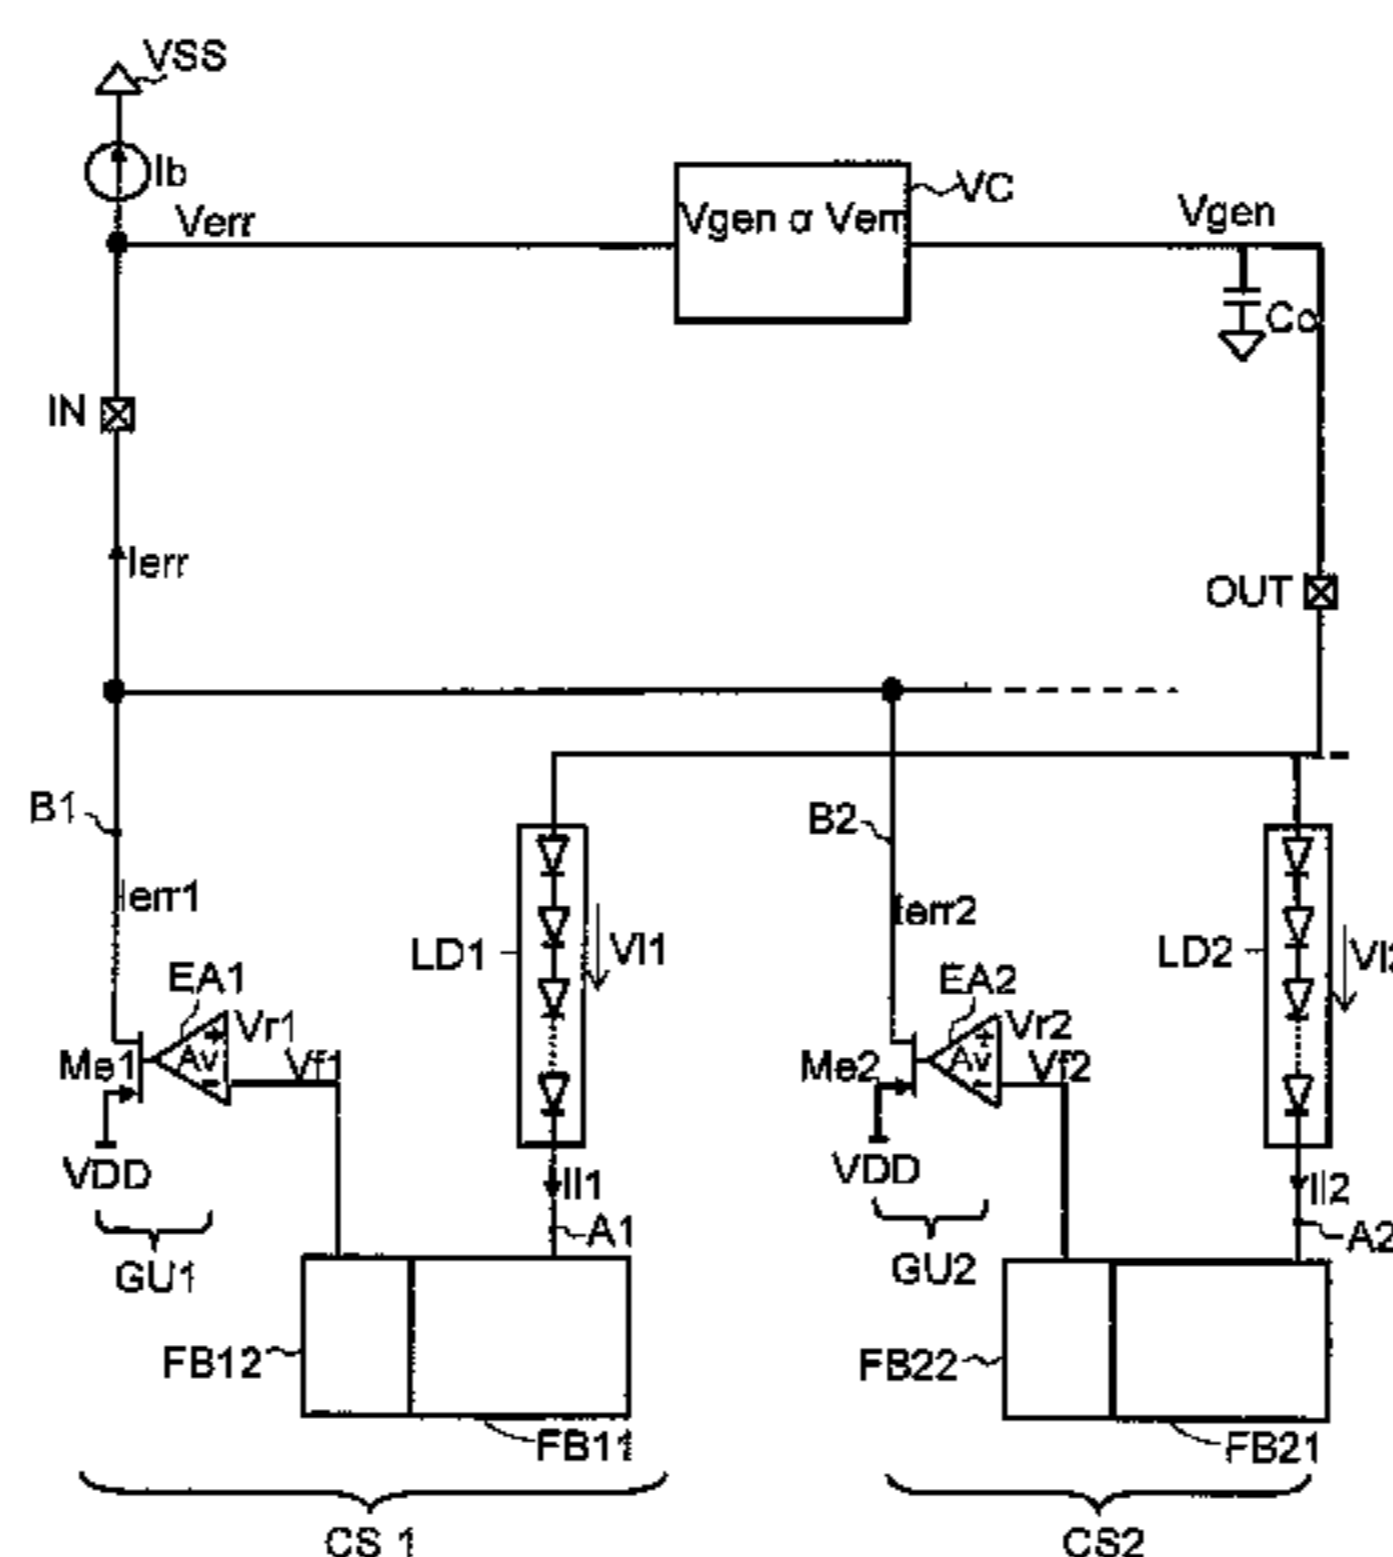 VSS
Ib
Verr
Vgen α Verr
VC
Vgen
Co
IN
Ierr
OUT
B1
B2
Ierr1
Ierr2
LD1
Vl1
LD2
EA1
Vr1
EA2
Vr2
Me1
Av
Vf1
Me2
Av
Vf2
VDD
VDD
Il1
Il2
A1
A2
GU1
GU2
FB12
FB22
FB11
FB21
CS 1
CS2